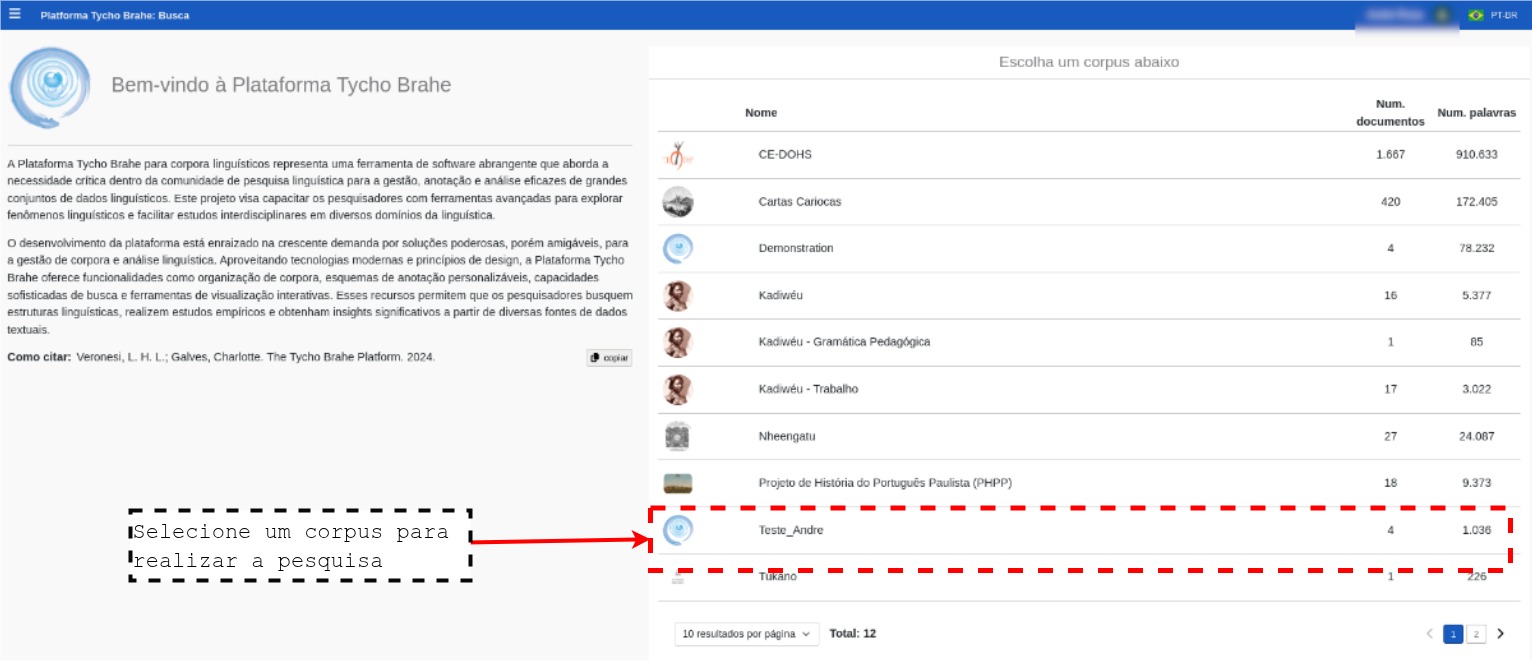 Platforma Tycho Brahe: Busca
PT-BR
Bem-vindo à Plataforma Tycho Brahe
A Plataforma Tycho Brahe para corpora linguísticos representa uma ferramenta de software abrangente que aborda a
necessidade crítica dentro da comunidade de pesquisa linguística para a gestão, anotação e análise eficazes de grandes
conjuntos de dados linguísticos. Este projeto visa capacitar os pesquisadores com ferramentas avançadas para explorar
fenômenos linguísticos e facilitar estudos interdisciplinares em diversos domínios da linguística.
O desenvolvimento da plataforma está enraizado na crescente demanda por soluções poderosas, porém amigáveis, para
a gestão de corpora e análise linguística. Aproveitando tecnologias modernas e princípios de design, a Plataforma Tycho
Brahe oferece funcionalidades como organização de corpora, esquemas de anotação personalizáveis, capacidades
sofisticadas de busca e ferramentas de visualização interativas. Esses recursos permitem que os pesquisadores busquem
estruturas linguísticas, realizem estudos empíricos e obtenham insights significativos a partir de diversas fontes de dados
textuais.
Como citar: Veronesi, L. H. L.; Galves, Charlotte. The Tycho Brahe Platform. 2024.
copiar
Selecione um corpus para
realizar a pesquisa
Escolha um corpus abaixo
Nome Num. documentos Num. palavras
CE-DOHS 1.667 910.633
Cartas Cariocas 420 172.405
Demonstration 4 78.232
Kadiwéu 16 5.377
Kadiwéu - Gramática Pedagógica 1 85
Kadiwéu - Trabalho 17 3.022
Nheengatu 27 24.087
Projeto de História do Português Paulista (PHPP) 18 9.373
Teste_Andre 4 1.036
Tukano 1 226
10 resultados por página Total: 12 1 2